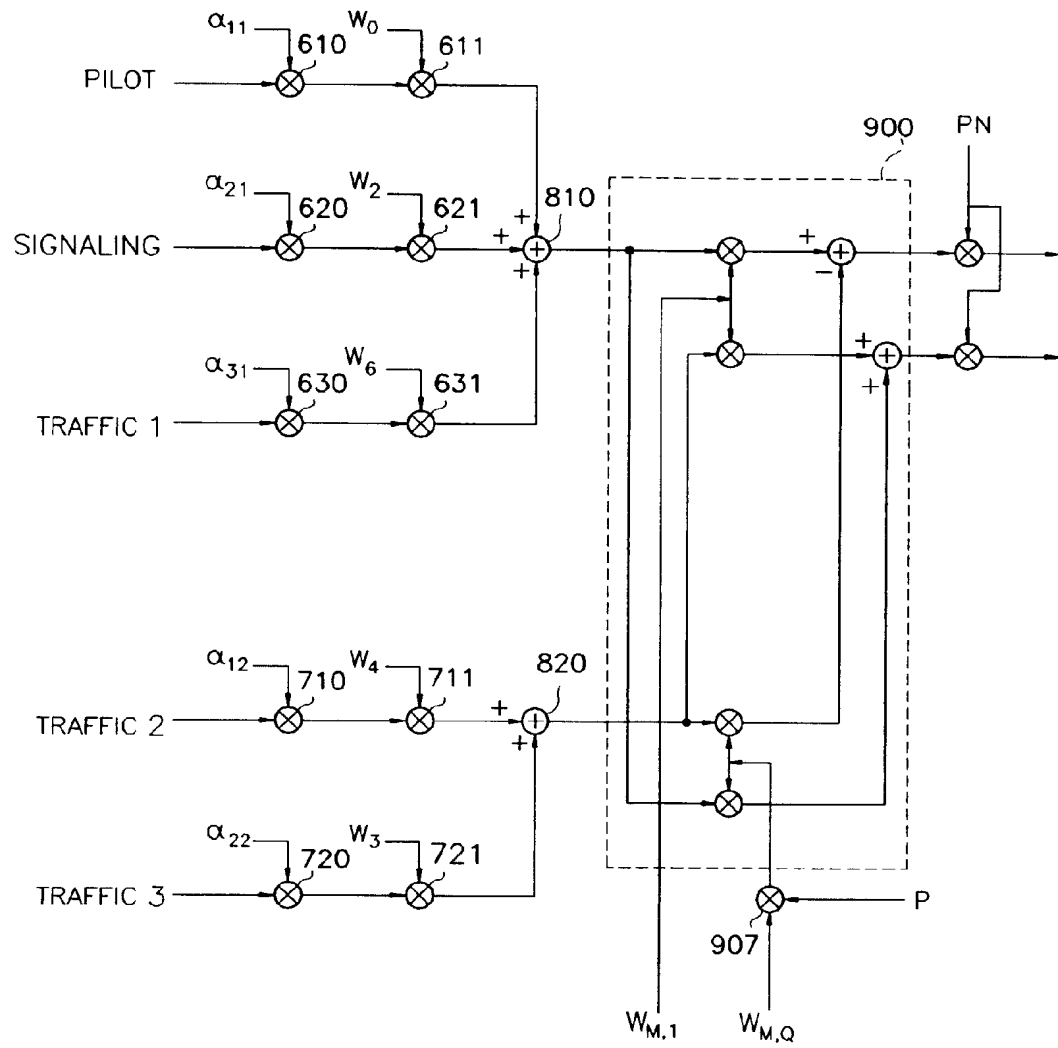 α11 W0
610 611
PILOT
900 PN
α21 W2
620 621 + 810
SIGNALING + + + −
+
α31 W6 + +
630 631
TRAFFIC 1
α12 W4 820
710 711
TRAFFIC 2 + +
α22 W3
720 721
TRAFFIC 3 P
907
WM,1 WM,Q